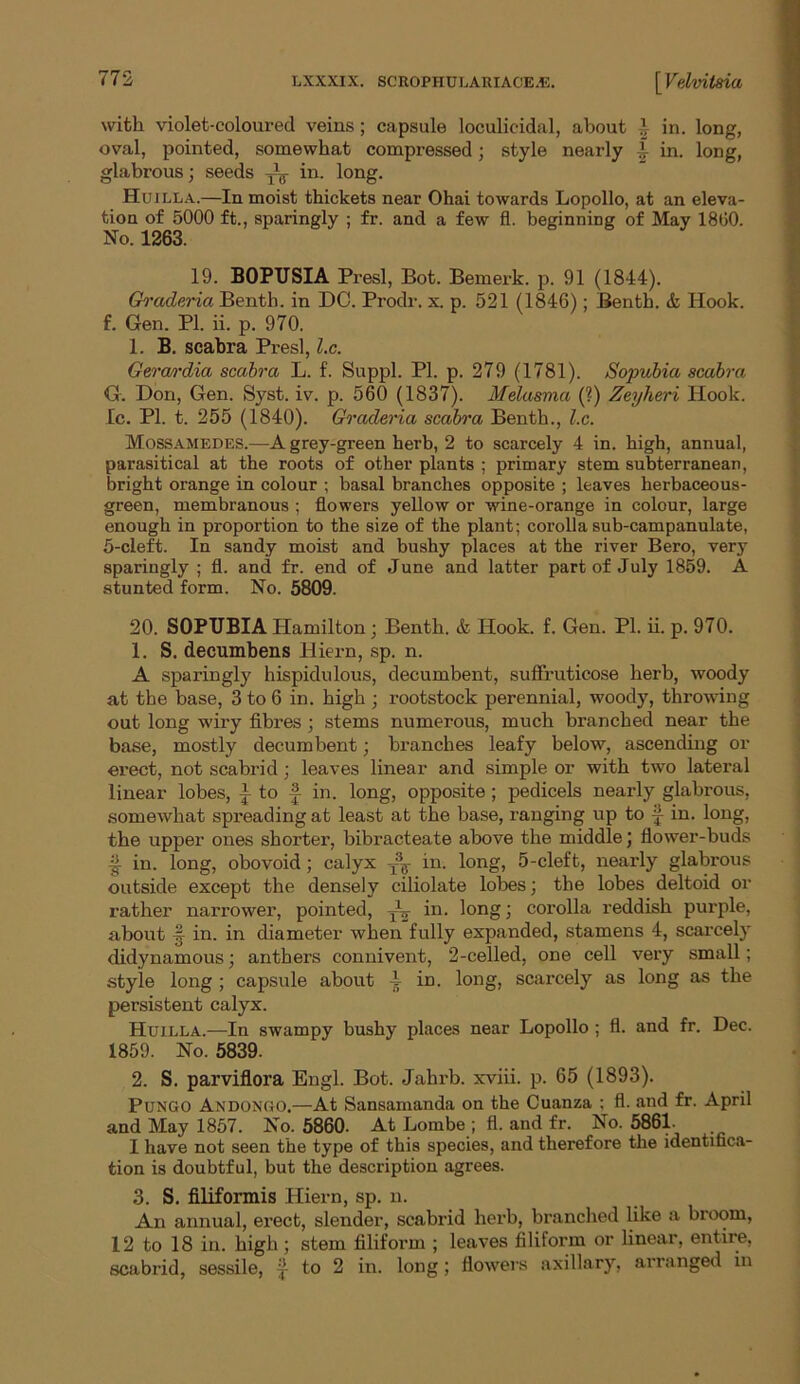 772 LXXXIX. SCROPHULARIACEÆ. [Velvitsia
with violet-coloured veins; capsule loculicidal, about ½ in. long,
oval, pointed, somewhat compressed; style nearly ½ in. long,
glabrous; seeds 1/16 in. long.
HUILLA.—In moist thickets near Ohai towards Lopollo, at an eleva-
tion of 5000 ft., sparingly; fr. and a few fl. beginning of May 1860.
No. 1263.
19. BOPUSIA Presl, Bot. Bemerk. p. 91 (1844).
Graderia Benth. in DC. Prodr. x. p. 521 (1846); Benth. & Hook.
f. Gen. Pl. ii. p. 970.
1. B. scabra Presl, l.c.
Gerardia scabra L. f. Suppl. Pl. p. 279 (1781). Sopubia scabra
G. Don, Gen. Syst. iv. p. 560 (1837). Melasma (?) Zeyheri Hook.
Ic. Pl. t. 255 (1840). Graderia scabra Benth., l.c.
MOSSAMEDES.—A grey-green herb, 2 to scarcely 4 in. high, annual,
parasitical at the roots of other plants; primary stem subterranean,
bright orange in colour; basal branches opposite; leaves herbaceous-
green, membranous; flowers yellow or wine-orange in colour, large
enough in proportion to the size of the plant; corolla sub-campanulate,
5-cleft. In sandy moist and bushy places at the river Bero, very
sparingly; fl. and fr. end of June and latter part of July 1859. A
stunted form. No. 5809.
20. SOPUBIA Hamilton; Benth. & Hook. f. Gen. Pl. ii. p. 970.
1. S. decumbens Hiern, sp. n.
A sparingly hispidulous, decumbent, suffruticose herb, woody
at the base, 3 to 6 in. high; rootstock perennial, woody, throwing
out long wiry fibres; stems numerous, much branched near the
base, mostly decumbent; branches leafy below, ascending or
erect, not scabrid; leaves linear and simple or with two lateral
linear lobes, ¼ to ¾ in. long, opposite; pedicels nearly glabrous,
somewhat spreading at least at the base, ranging up to ¾ in. long,
the upper ones shorter, bibracteate above the middle; flower-buds
⅜ in. long, obovoid; calyx 3/16 in. long, 5-cleft, nearly glabrous
outside except the densely ciliolate lobes; the lobes deltoid or
rather narrower, pointed, 1/12 in. long; corolla reddish purple,
about ⅝ in. in diameter when fully expanded, stamens 4, scarcely
didynamous; anthers connivent, 2-celled, one cell very small;
style long; capsule about ⅕ in. long, scarcely as long as the
persistent calyx.
HUILLA.—In swampy bushy places near Lopollo; fl. and fr. Dec.
1859. No. 5839.
2. S. parviflora Engl. Bot. Jahrb. xviii. p. 65 (1893).
PUNGO ANDONGO.—At Sansamanda on the Cuanza; fl. and fr. April
and May 1857. No. 5860. At Lombe; fl. and fr. No. 5861.
I have not seen the type of this species, and therefore the identifica-
tion is doubtful, but the description agrees.
3. S. filiformis Hiern, sp. n.
An annual, erect, slender, scabrid herb, branched like a broom,
12 to 18 in. high; stem filiform; leaves filiform or linear, entire,
scabrid, sessile, ¾ to 2 in. long; flowers axillary, arranged in